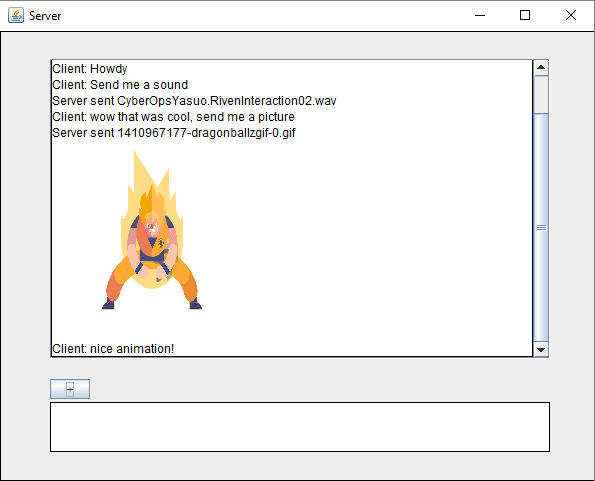 Server
Client: Howdy
Client: Send me a sound
Server sent CyberOpsYasuo.RivenInteraction02.wav
Client: wow that was cool, send me a picture
Server sent 1410967177-dragonballzgif-0.gif
Client: nice animation!
+